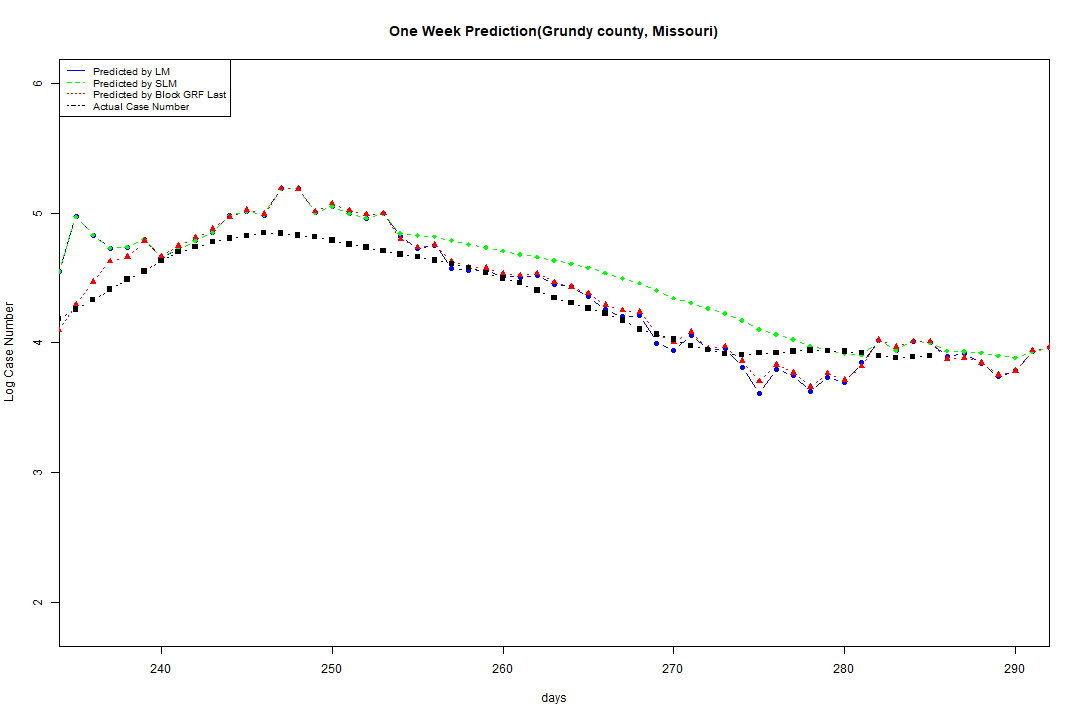 One Week Prediction(Grundy county, Missouri)
Predicted by LM
Predicted by SLM
Predicted by Block GRF Last
Actual Case Number
6
5
4
3
2
Log Case Number
240 250 260 270 280 290
days